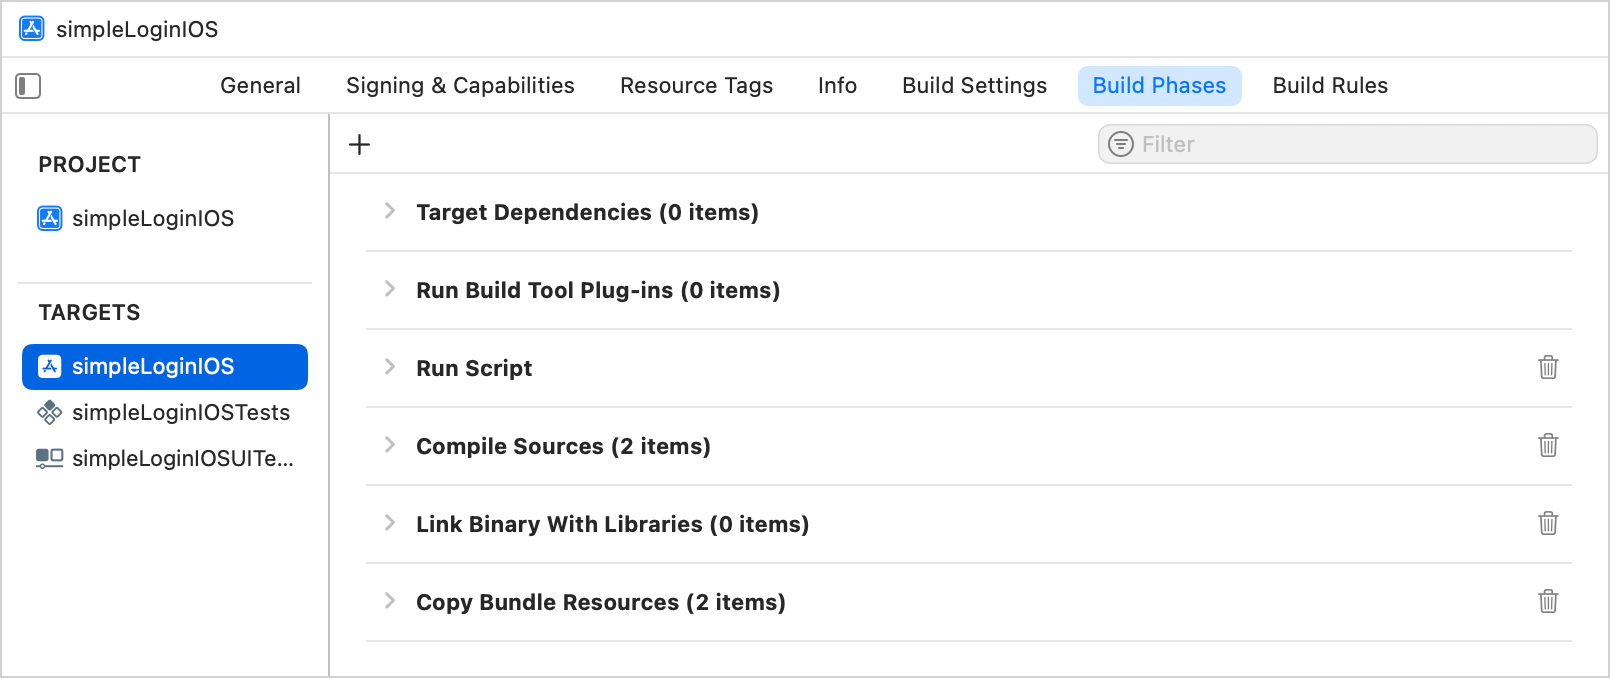 simpleLoginIOS
General Signing & Capabilities Resource Tags Info Build Settings Build Phases Build Rules
Filter
PROJECT
simpleLoginIOS
TARGETS
simpleLoginIOS
simpleLoginIOSTests
simpleLoginIOSUITe...
Target Dependencies (0 items)
Run Build Tool Plug-ins (0 items)
Run Script
Compile Sources (2 items)
Link Binary With Libraries (0 items)
Copy Bundle Resources (2 items)